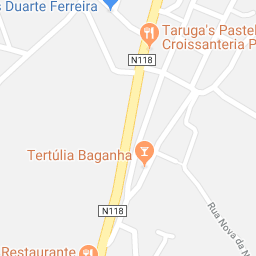 s Duarte Ferreira
Taruga's Pastel
Croissanteria P
N118
Tertúlia Baganha
Rua Nova da N
N118
Restaurante